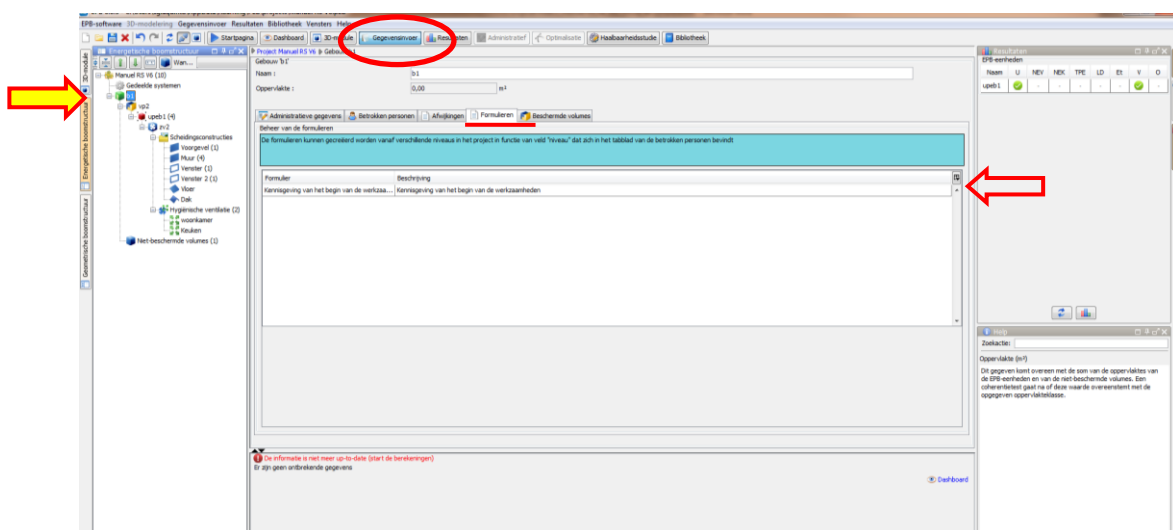 EPB-software 3D-modelering Gegevensinvoer Resultaten Bibliotheek Vensters Help
Startpagina Dashboard 3D-module Gegevensinvoer Resultaten Administratief Optimalisatie Haalbaarheidsstudie Bibliotheek
3D-module
Energetische boomstructuur
Geometrische boomstructuur
Energetische boomstructuur
Wan...
Manuel RS V6 (10)
Gedeelde systemen
b1
vp2
upeb1 (4)
zv2
Scheidingsconstructies
Voorgevel (1)
Muur (4)
Venster (1)
Venster 2 (1)
Vloer
Dak
Hygiënische ventilatie (2)
woonkamer
Keuken
Niet-beschermde volumes (1)
Project Manuel RS V6 Gebouw b1
Gebouw 'b1'
Naam : b1
Oppervlakte : 0,00 m²
Administratieve gegevens Betrokken personen Afwijkingen Formulieren Beschermde volumes
Beheer van de formulieren
De formulieren kunnen gecreëerd worden vanaf verschillende niveaus in het project in functie van veld "niveau" dat zich in het tabblad van de betrokken personen bevindt
Formulier Beschrijving
Kennisgeving van het begin van de werkzaa... Kennisgeving van het begin van de werkzaamheden
De informatie is niet meer up-to-date (start de berekeningen)
Er zijn geen ontbrekende gegevens
Dashboard
Resultaten
EPB-eenheden
Naam U NEV NEK TPE LD Et V O
upeb1 - - - - - -
Help
Zoekactie:
Oppervlakte (m²)
Dit gegeven komt overeen met de som van de oppervlaktes van
de EPB-eenheden en van de niet-beschermde volumes. Een
coherentietest gaat na of deze waarde overeenstemt met de
opgegeven oppervlakteklasse.